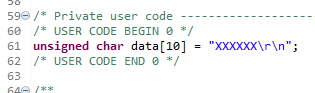 58
59 /* Private user code --------------------
60 /* USER CODE BEGIN 0 */
61 unsigned char data[10] = "XXXXXX\r\n";
62 /* USER CODE END 0 */
63
64 /**